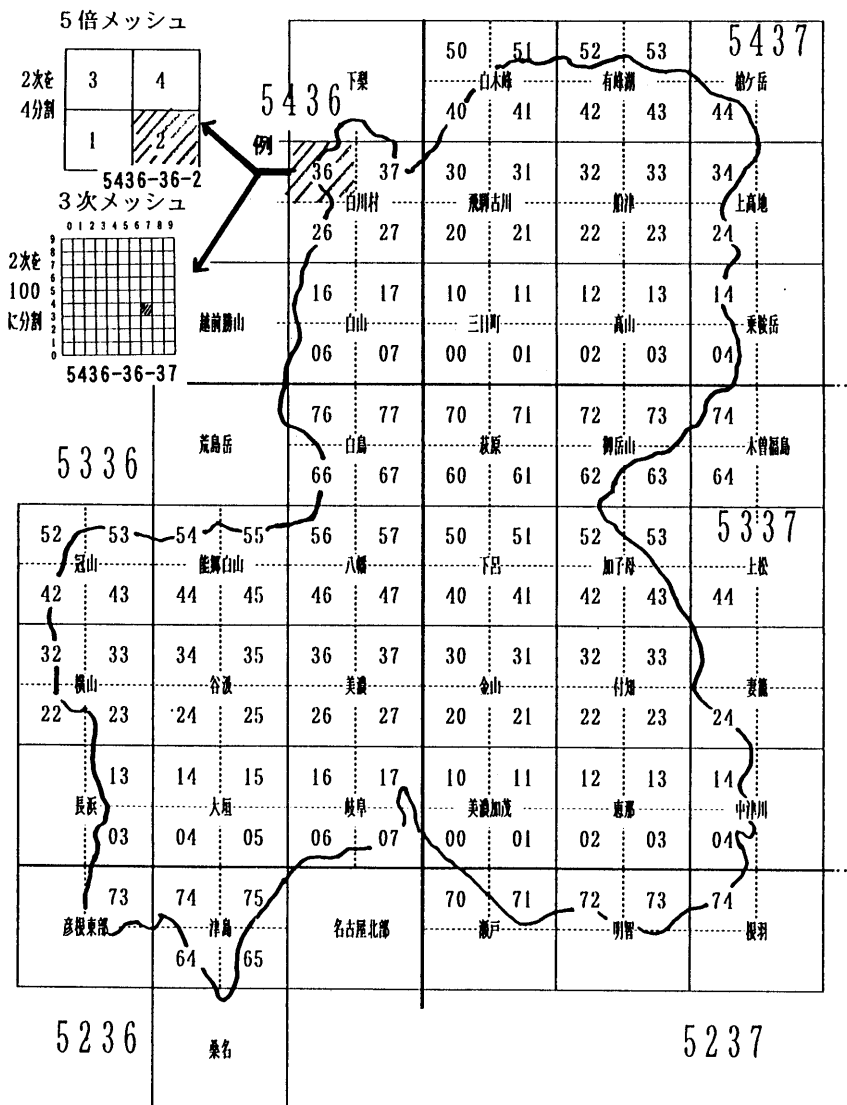 5倍メッシュ
2次を
4分割
3 4
1 2
5436-36-2
3次メッシュ
0 1 2 3 4 5 6 7 8 9
9
8
7
6
5
4
3
2
1
0
2次を
100
に分割
5436-36-37
例
5436
5437
50 51 52 53
下梨 白木峰 有峰湖 槍ケ岳
40 41 42 43 44
36 37 30 31 32 33 34
白川村 飛騨古川 船津 上高地
26 27 20 21 22 23 24
16 17 10 11 12 13 14
越前勝山 白山 三日町 高山 乗鞍岳
06 07 00 01 02 03 04
76 77 70 71 72 73 74
5336
荒島岳 白鳥 萩原 御岳山 木曽福島
66 67 60 61 62 63 64
5337
52 53 54 55 56 57 50 51 52 53
冠山 能郷白山 八幡 下呂 加子母 上松
42 43 44 45 46 47 40 41 42 43 44
32 33 34 35 36 37 30 31 32 33
横山 谷汲 美濃 金山 付知 妻籠
22 23 24 25 26 27 20 21 22 23 24
13 14 15 16 17 10 11 12 13 14
長浜 大垣 岐阜 美濃加茂 恵那 中津川
03 04 05 06 07 00 01 02 03 04
73 74 75 70 71 72 73 74
彦根東部 津島 名古屋北部 瀬戸 明智 根羽
64 65
5236
桑名
5237